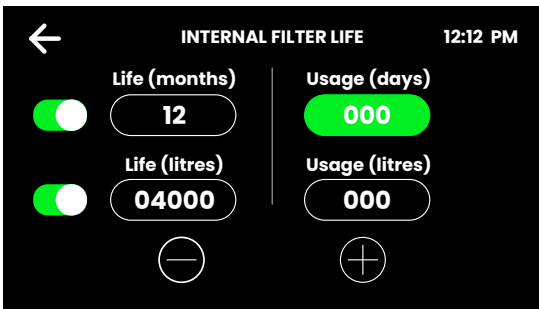 INTERNAL FILTER LIFE 12:12 PM
Life (months) Usage (days)
12 000
Life (litres) Usage (litres)
04000 000